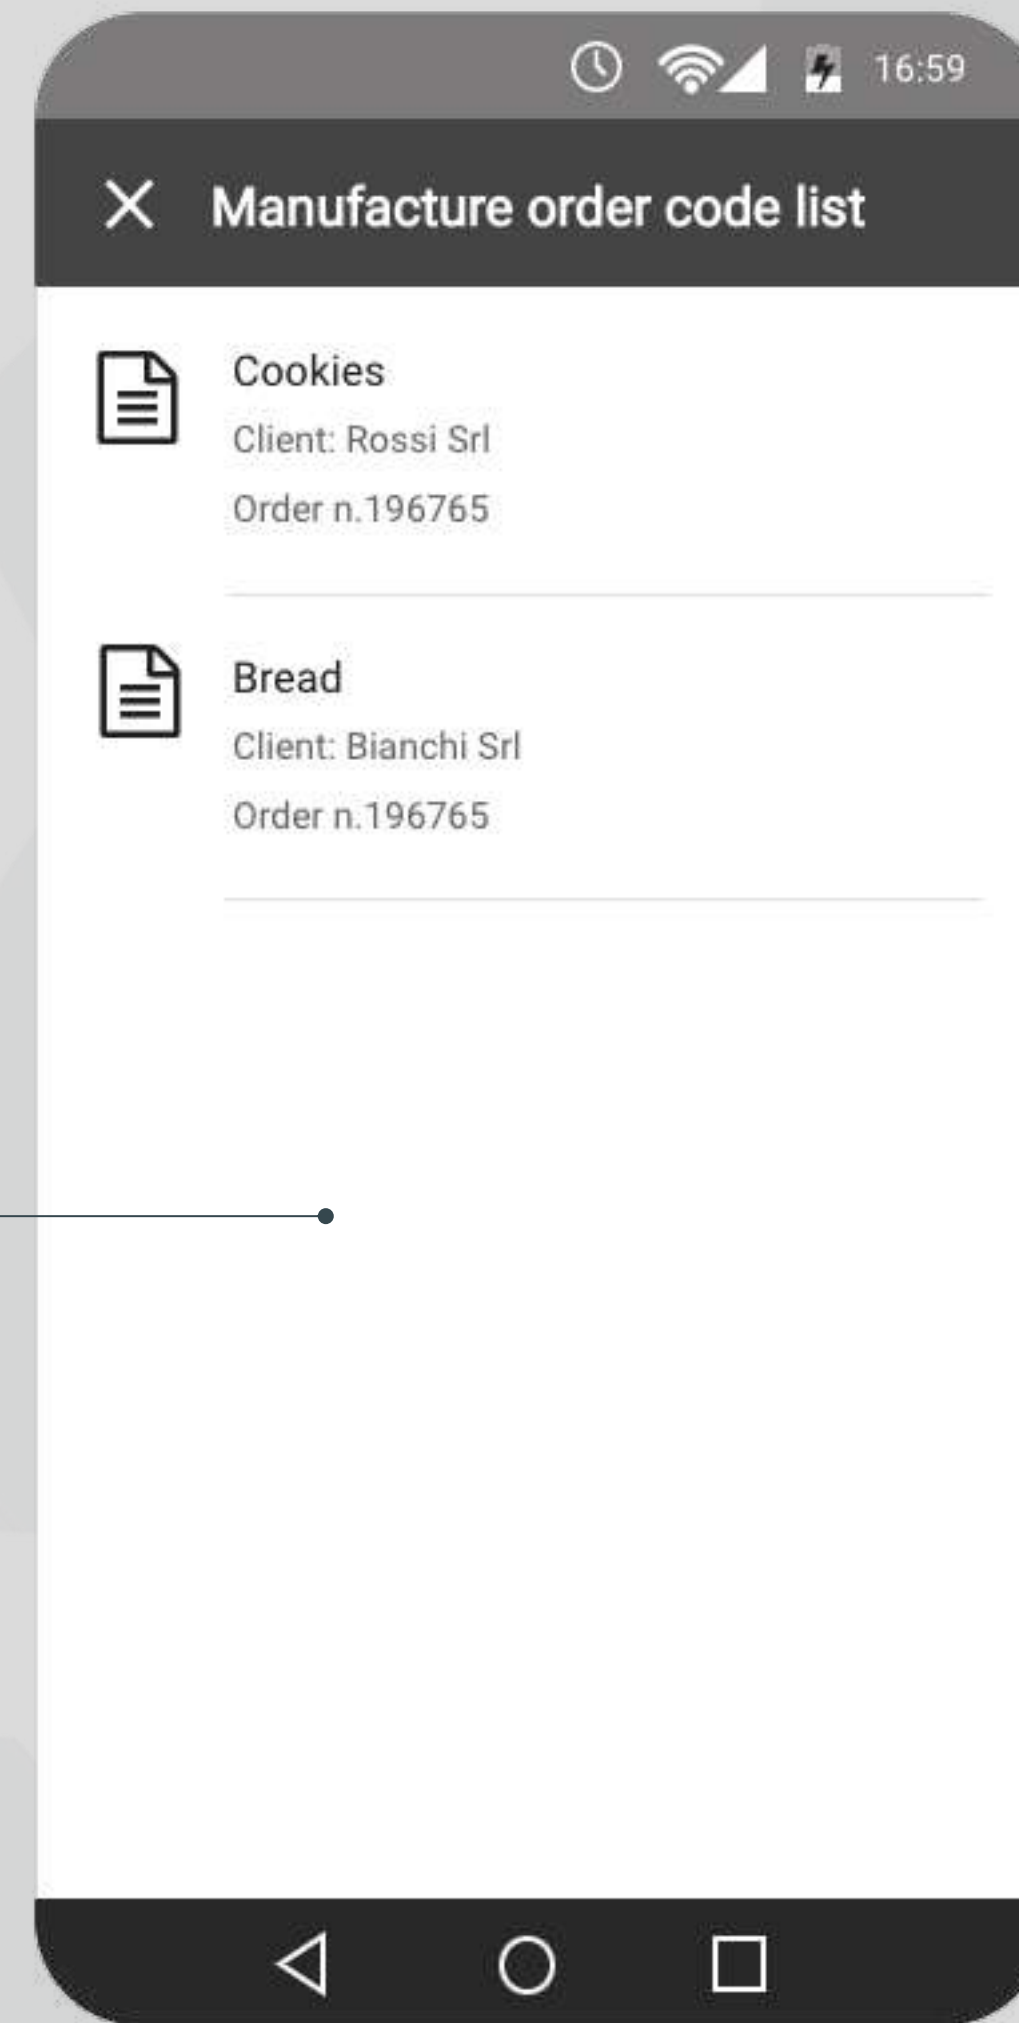 16:59
Manufacture order code list
Cookies
Client: Rossi Srl
Order n.196765
Bread
Client: Bianchi Srl
Order n.196765